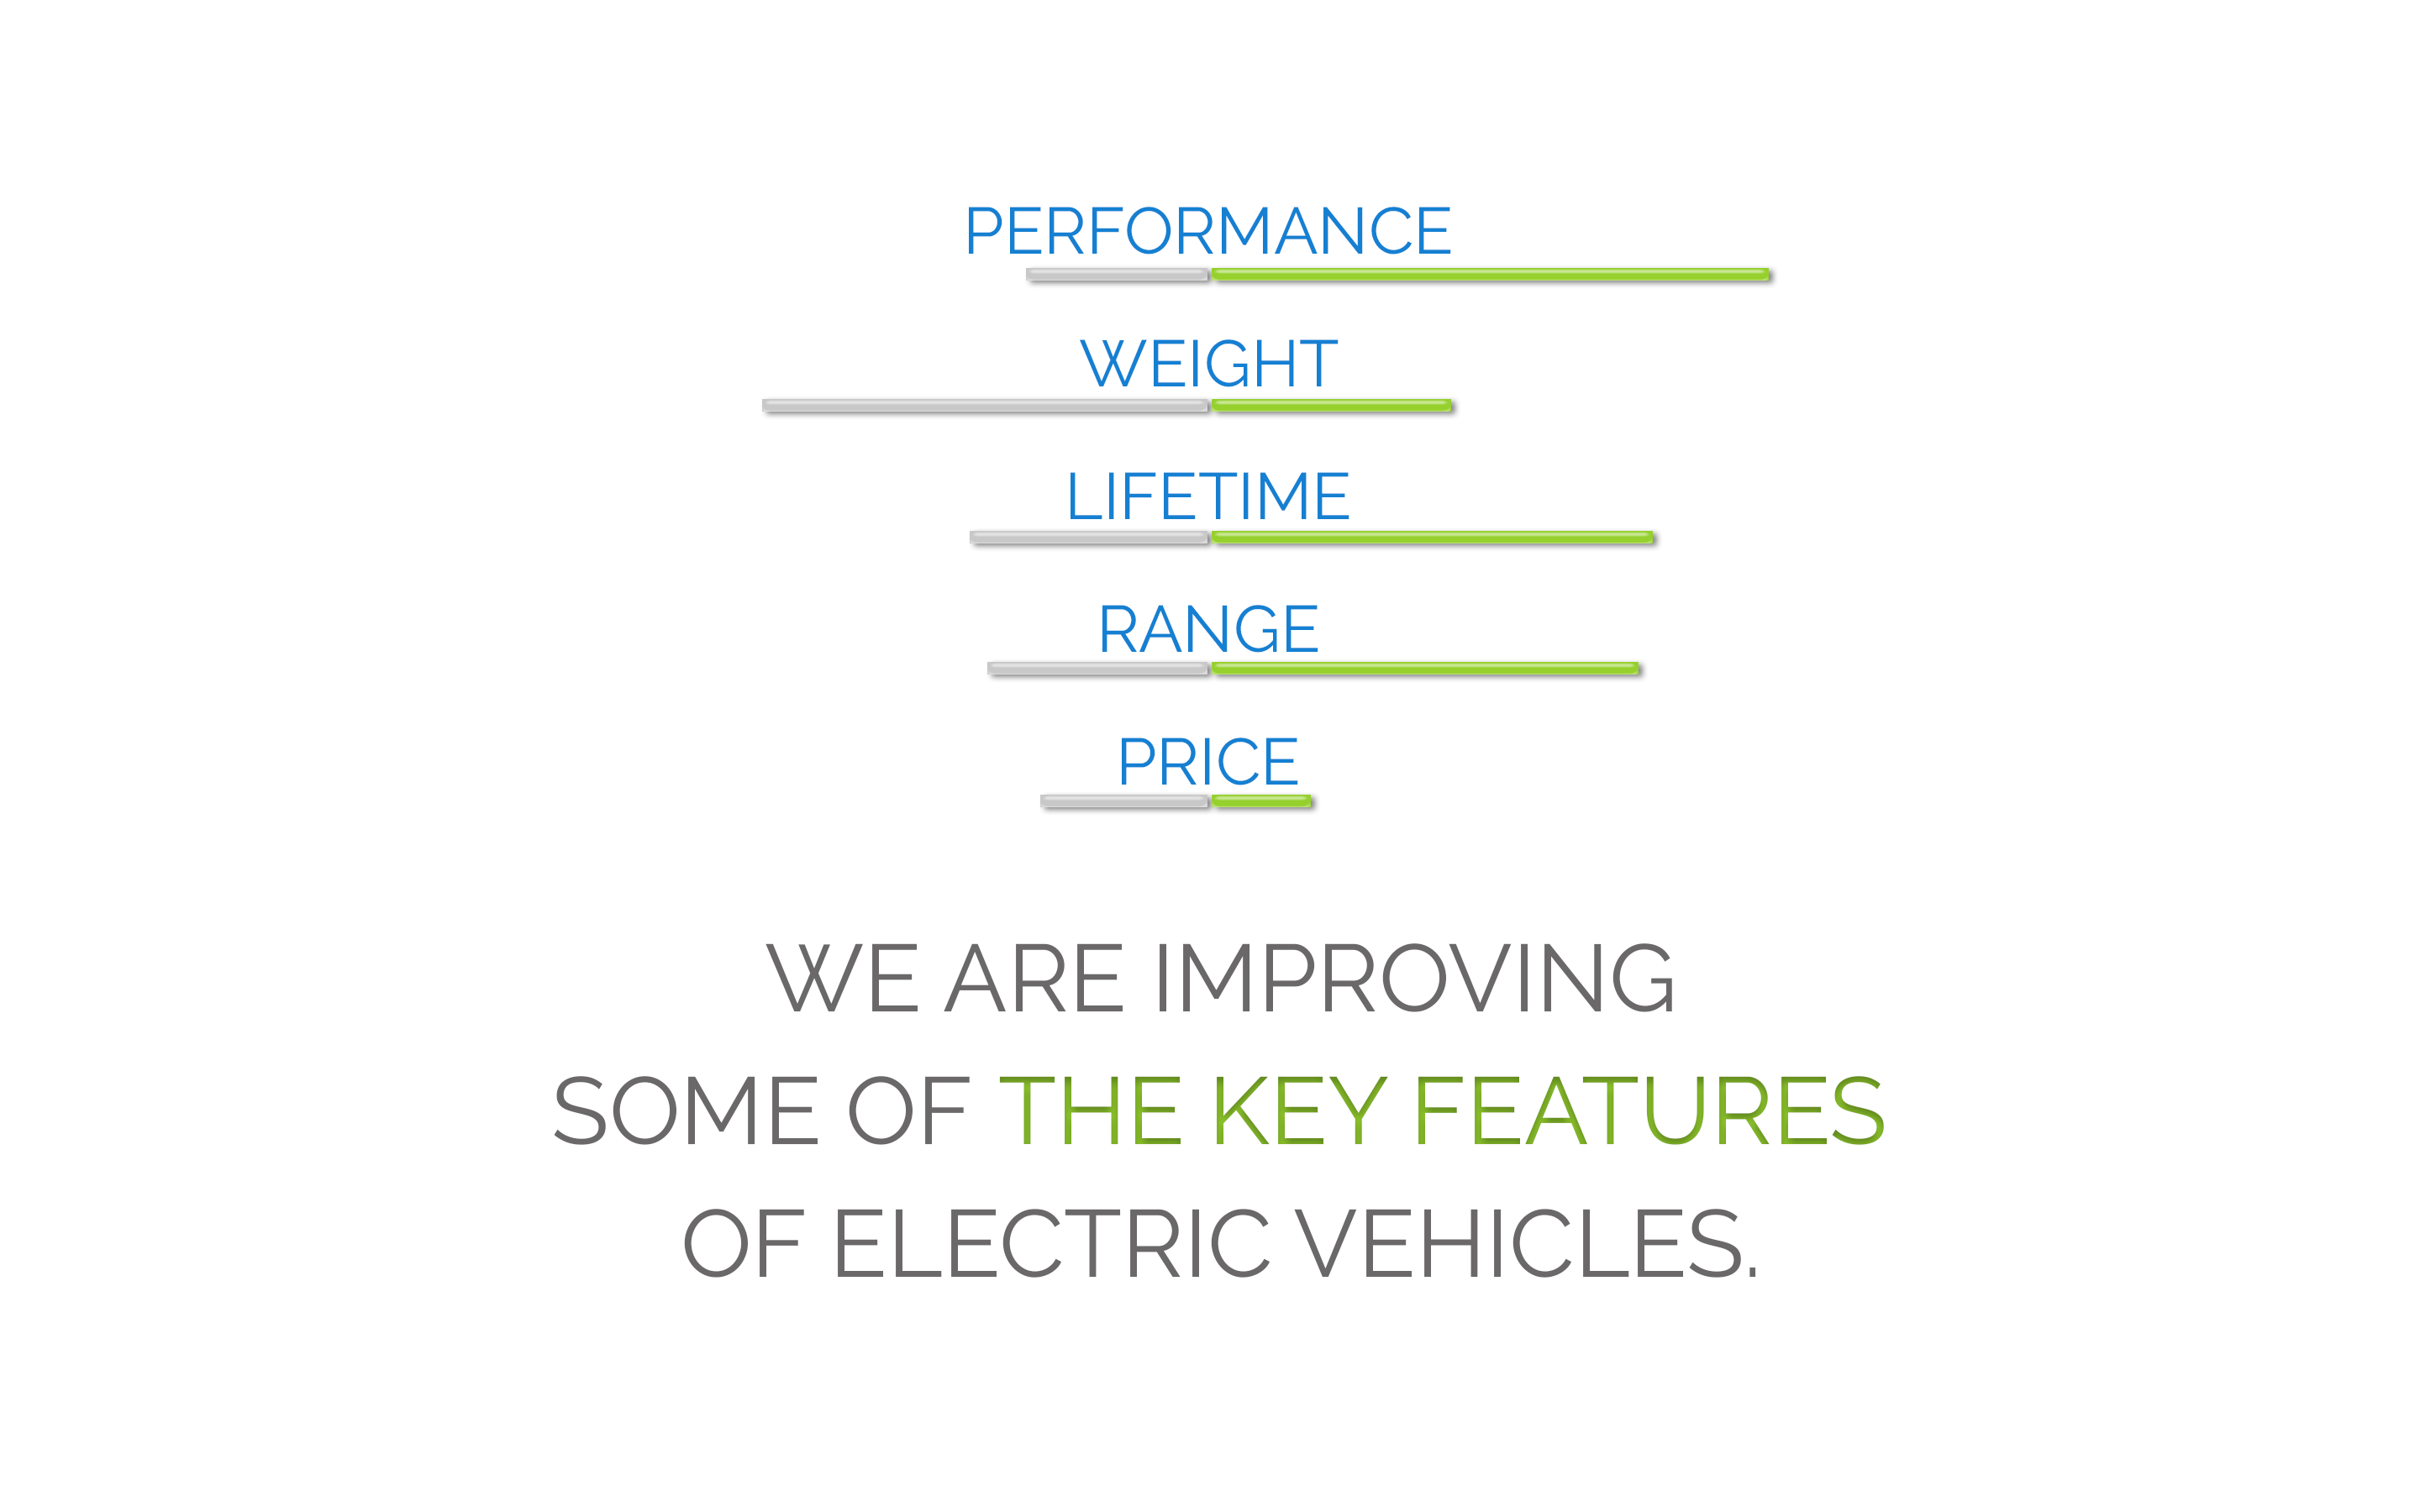 PERFORMANCE
WEIGHT
LIFETIME
RANGE
PRICE
WE ARE IMPROVING
SOME OF THE KEY FEATURES
OF ELECTRIC VEHICLES.